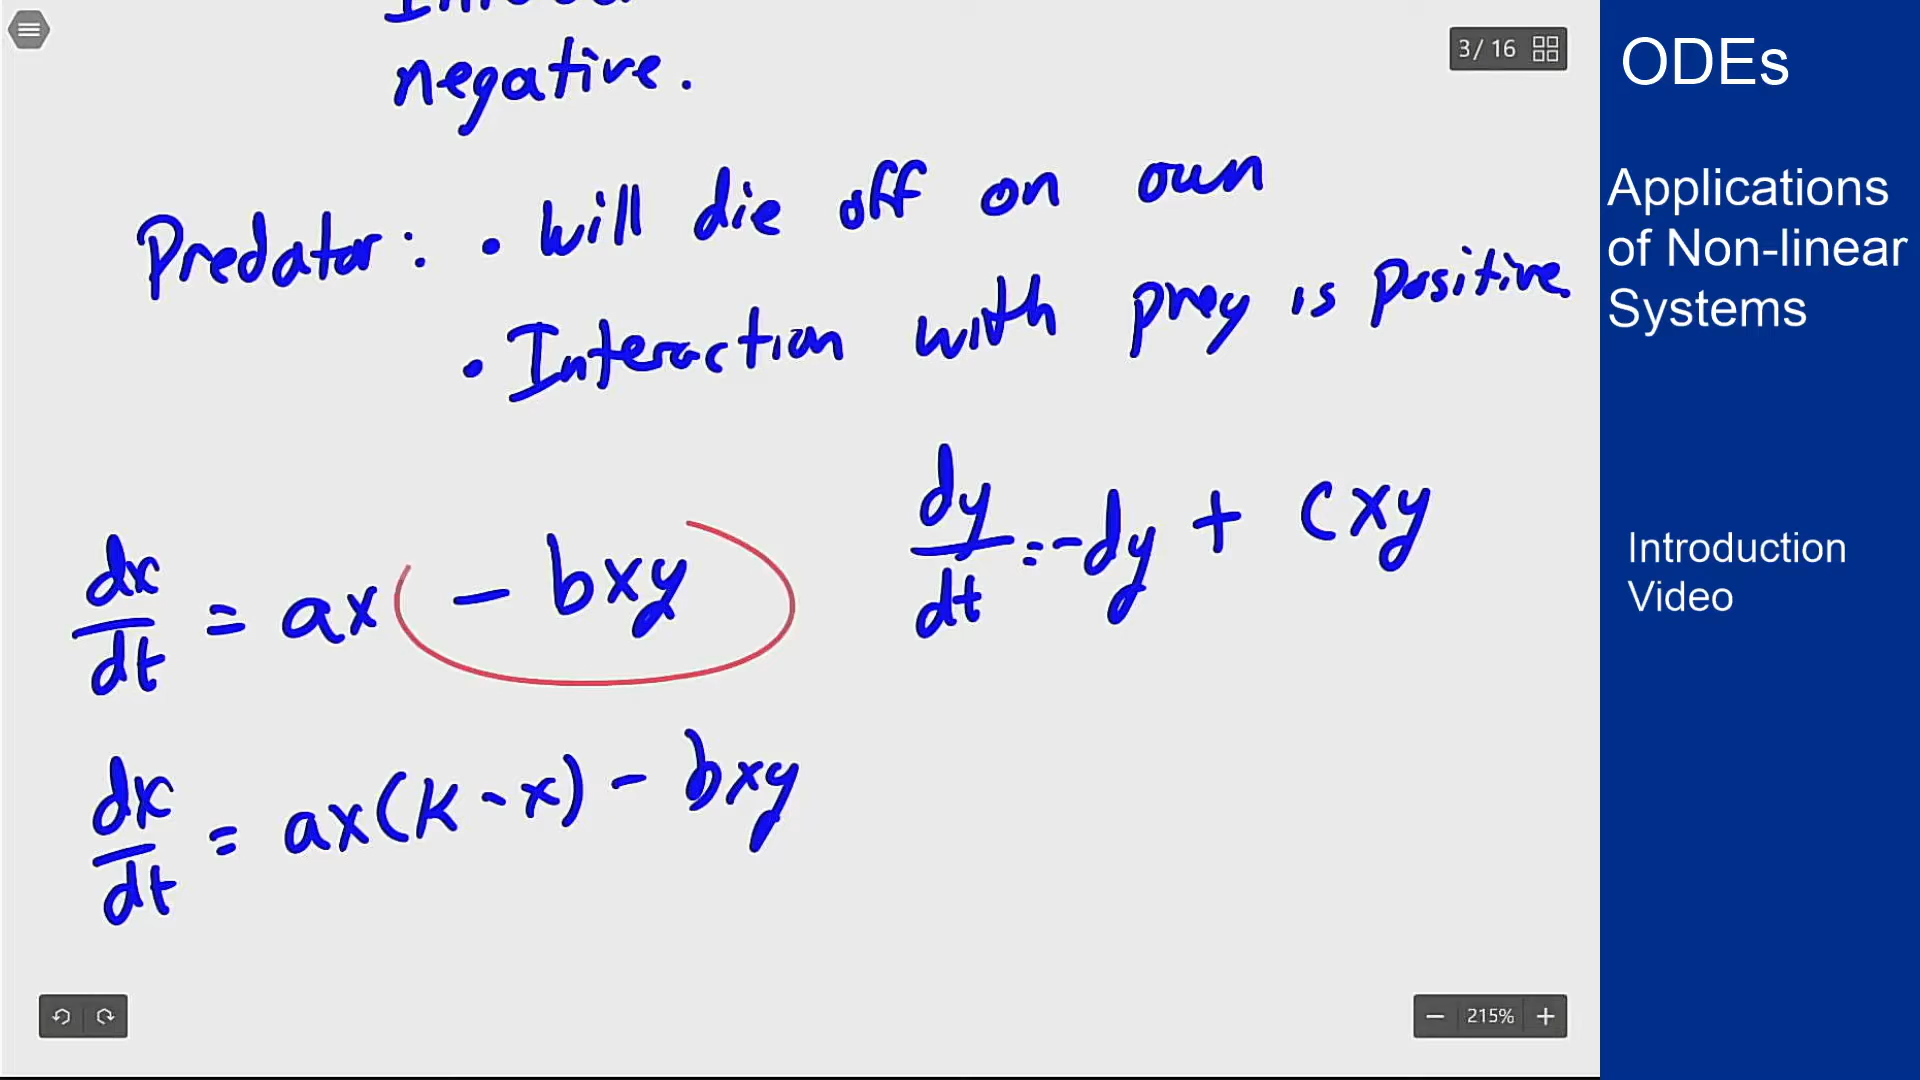 3 / 16
negative.
Predator: • will die off on own
• Interaction with prey is positive.
dx/dt = ax - bxy
dy/dt = -dy + cxy
dx/dt = ax(k - x) - bxy
215%
ODEs
Applications
of Non-linear
Systems
Introduction
Video